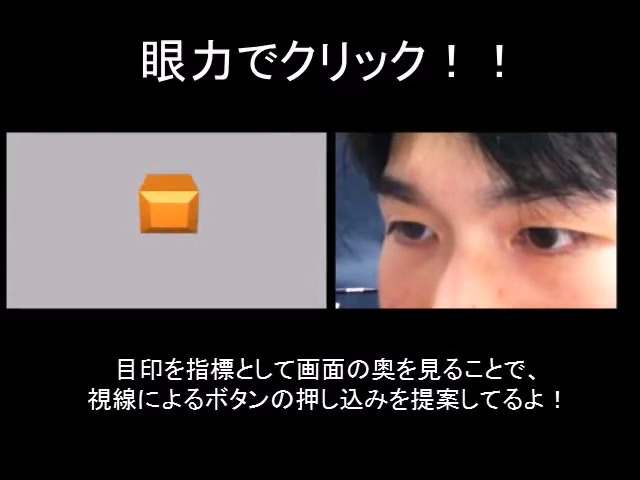 眼力でクリック！！
目印を指標として画面の奥を見ることで、
視線によるボタンの押し込みを提案してるよ！